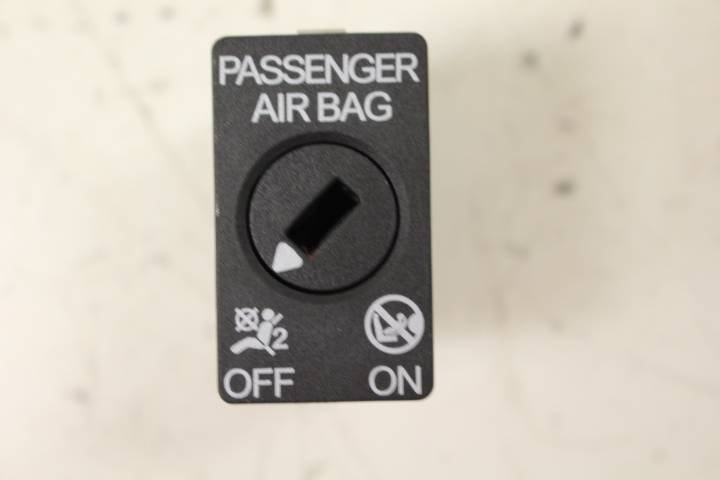 PASSENGER
AIR BAG
2
OFF ON